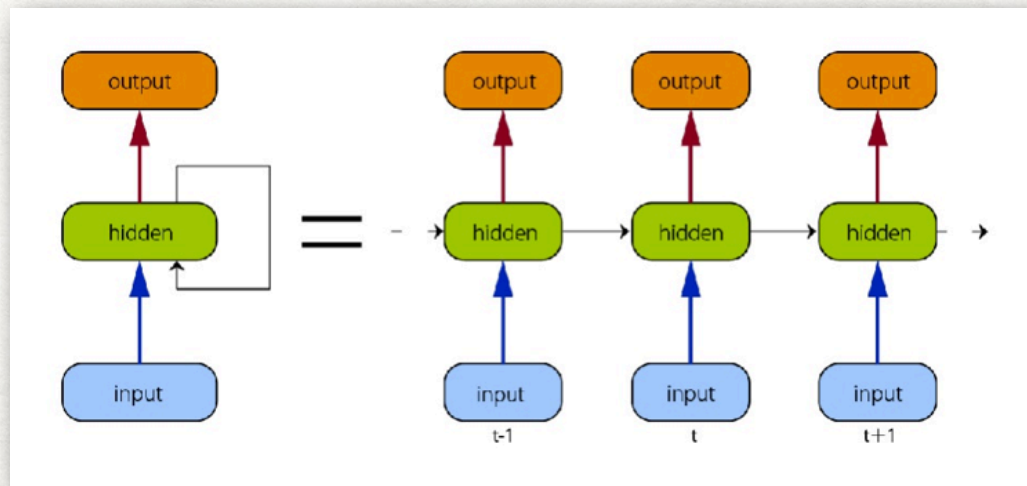 output
output
output
output
hidden
=
hidden
hidden
hidden
input
input
input
input
t-1
t
t+1